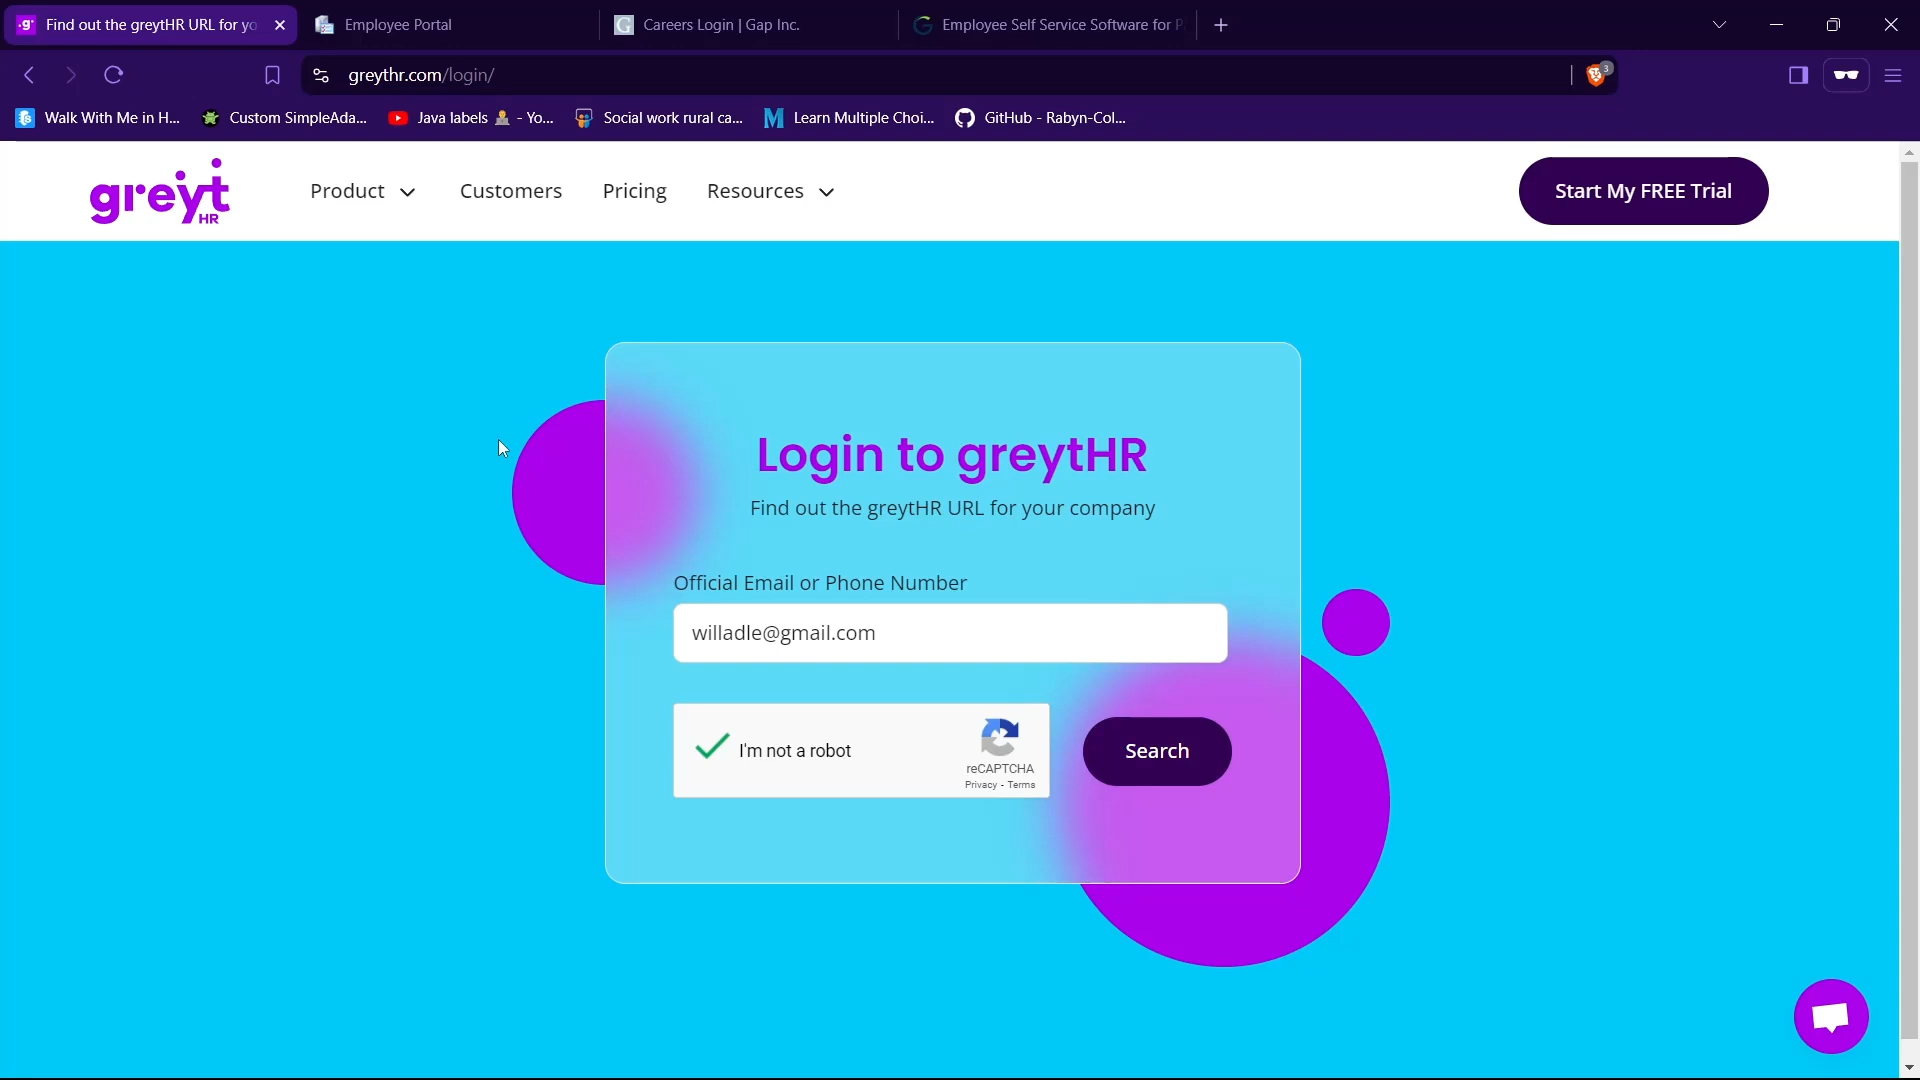 Find out the greytHR URL for yo
Employee Portal
Careers Login | Gap Inc.
Employee Self Service Software for P
greythr.com/login/
3
Walk With Me in H...
Custom SimpleAda...
Java labels - Yo...
Social work rural ca...
Learn Multiple Choi...
GitHub - Rabyn-Col...
greyt
HR
Product
Customers
Pricing
Resources
Start My FREE Trial
Login to greytHR
Find out the greytHR URL for your company
Official Email or Phone Number
willadle@gmail.com
I'm not a robot
reCAPTCHA
Privacy - Terms
Search